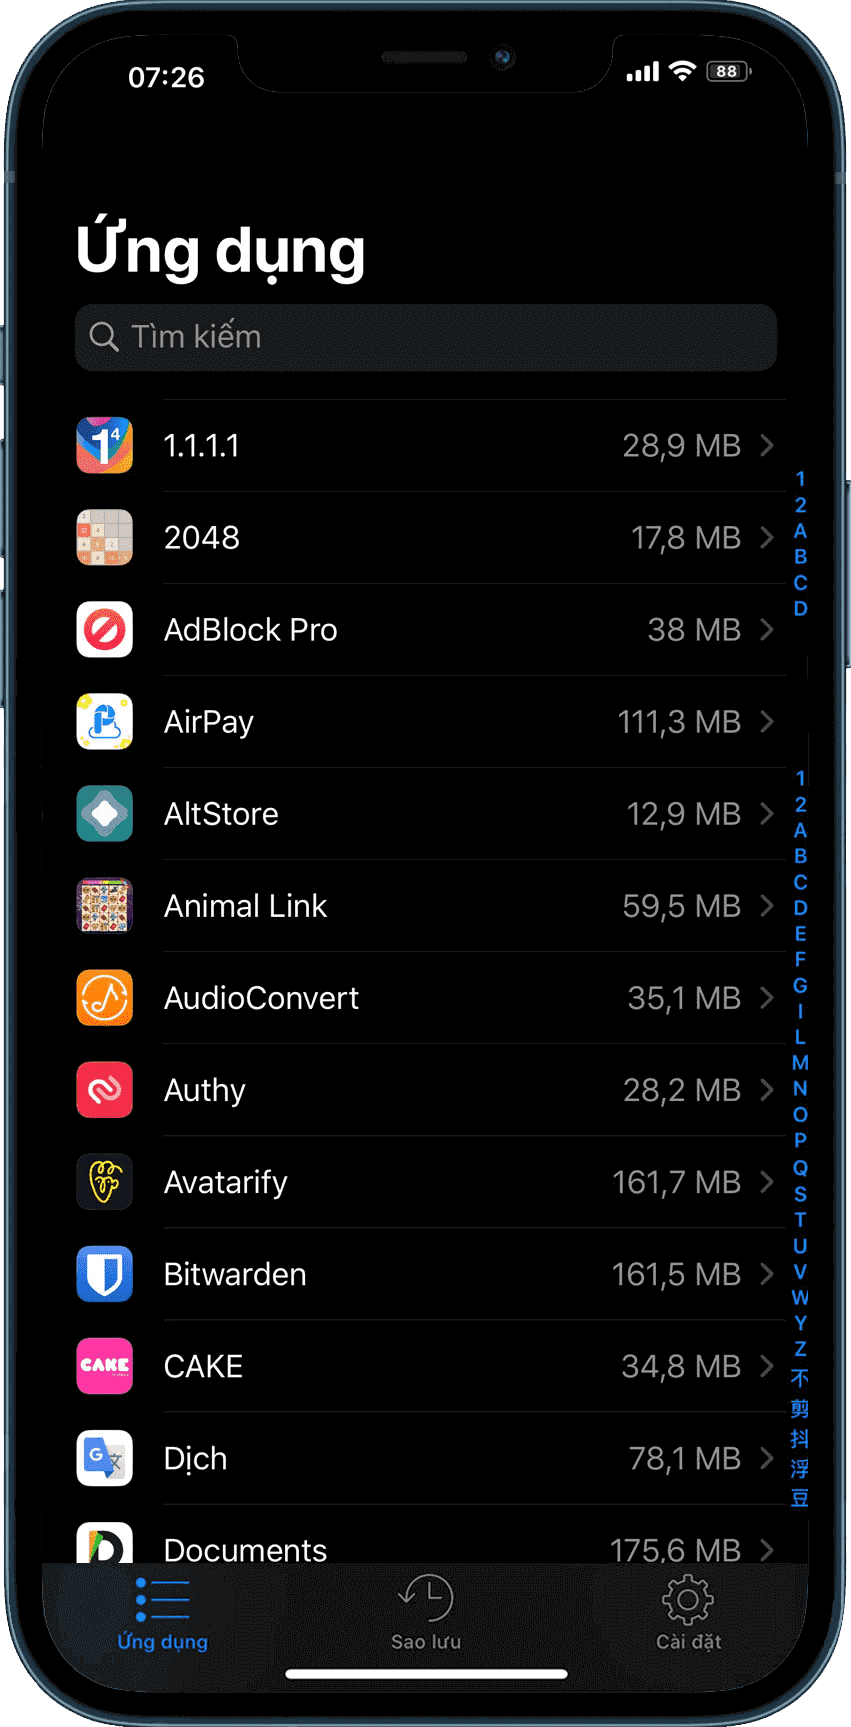 07:26
88
Ứng dụng
Tìm kiếm
1.1.1.1 28,9 MB
2048 17,8 MB
AdBlock Pro 38 MB
AirPay 111,3 MB
AltStore 12,9 MB
Animal Link 59,5 MB
AudioConvert 35,1 MB
Authy 28,2 MB
Avatarify 161,7 MB
Bitwarden 161,5 MB
CAKE 34,8 MB
Dịch 78,1 MB
Documents 175,6 MB
1
2
A
B
C
D
1
2
A
B
C
D
E
F
G
I
L
M
N
O
P
Q
S
T
U
V
W
Y
Z
不
剪
抖
浮
豆
Ứng dụng
Sao lưu
Cài đặt